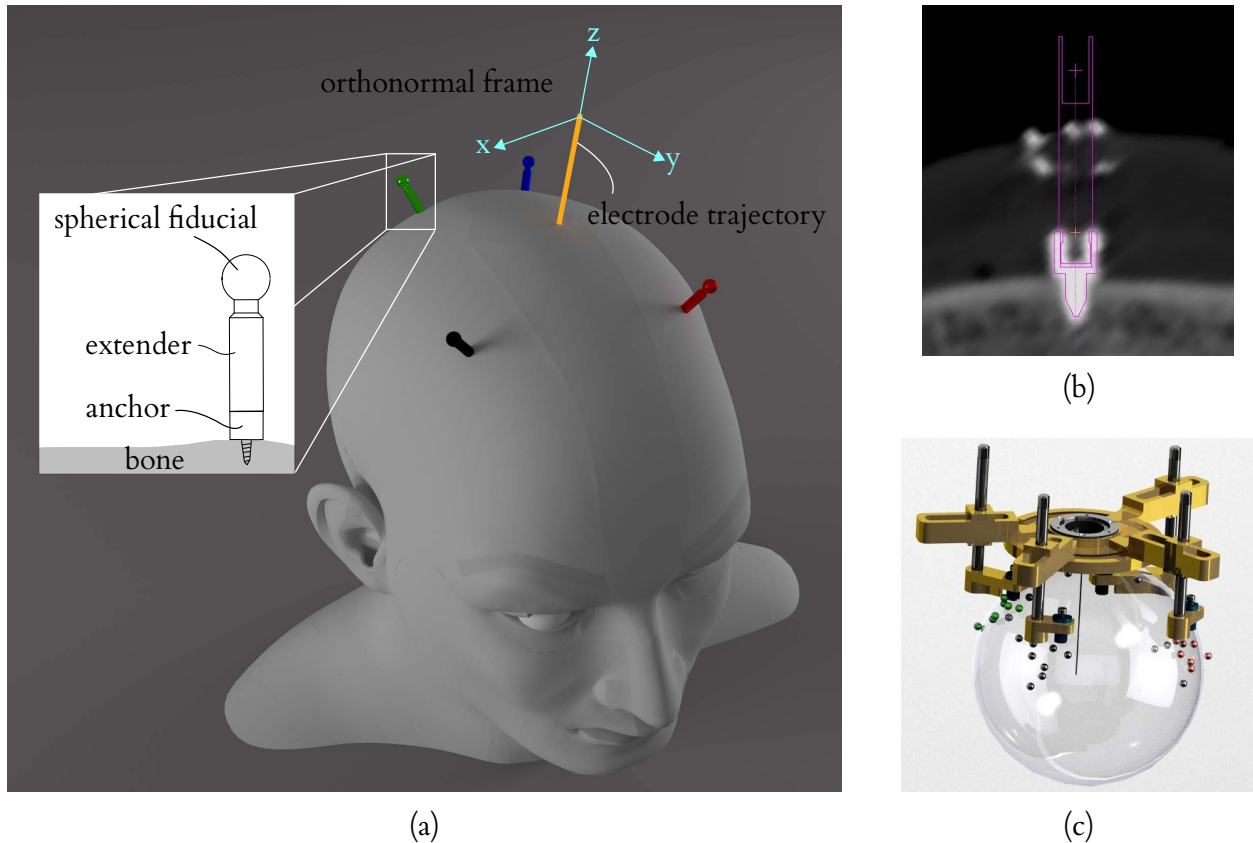 z
orthonormal frame
x
y
electrode trajectory
spherical fiducial
extender
anchor
bone
(a)
(b)
(c)